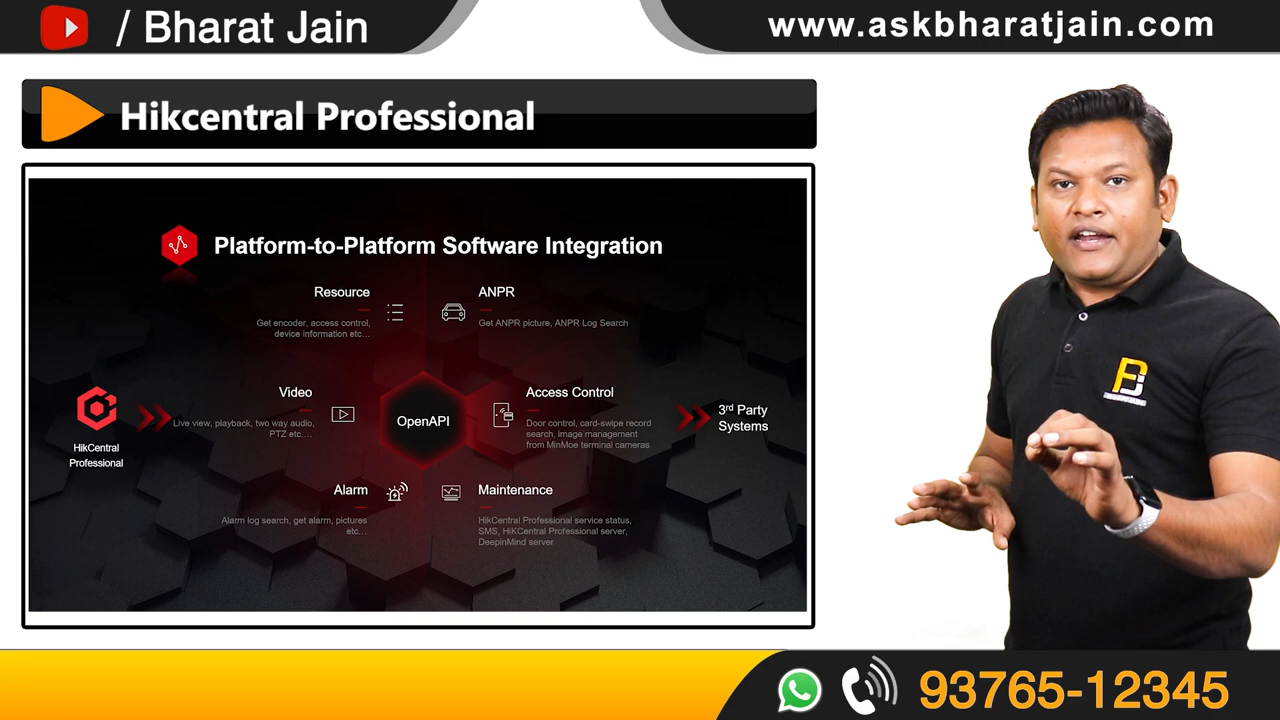 / Bharat Jain
www.askbharatjain.com
Hikcentral Professional
Platform-to-Platform Software Integration
Resource
Get encoder, access control,
device information etc...
ANPR
Get ANPR picture, ANPR Log Search
Video
Live view, playback, two way audio,
PTZ etc....
OpenAPI
Access Control
Door control, card-swipe record
search, image management
from MinMoe terminal cameras
HikCentral
Professional
3rd Party
Systems
Alarm
Alarm log search, get alarm, pictures
etc...
Maintenance
HikCentral Professional service status,
SMS, HiKCentral Professional server,
DeepinMind server
93765-12345